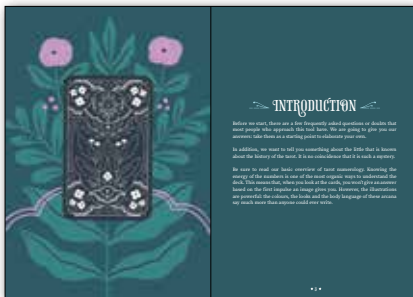 INTRODUCTION
Before we start, there are a few frequently asked questions or doubts that
most people who approach this tool have. We are going to give you our
answers: take them as a starting point to elaborate your own.
In addition, we want to tell you something about the little that is known
about the history of the tarot. It is no coincidence that it is such a mystery.
Be sure to read our basic overview of tarot numerology. Knowing the
energy of the numbers is one of the most organic ways to understand the
deck. This means that, when you look at the cards, you won't give an answer
based on the first impulse an image gives you. However, the illustrations
are powerful: the colours, the looks and the body language of these arcana
say much more than anyone could ever write.